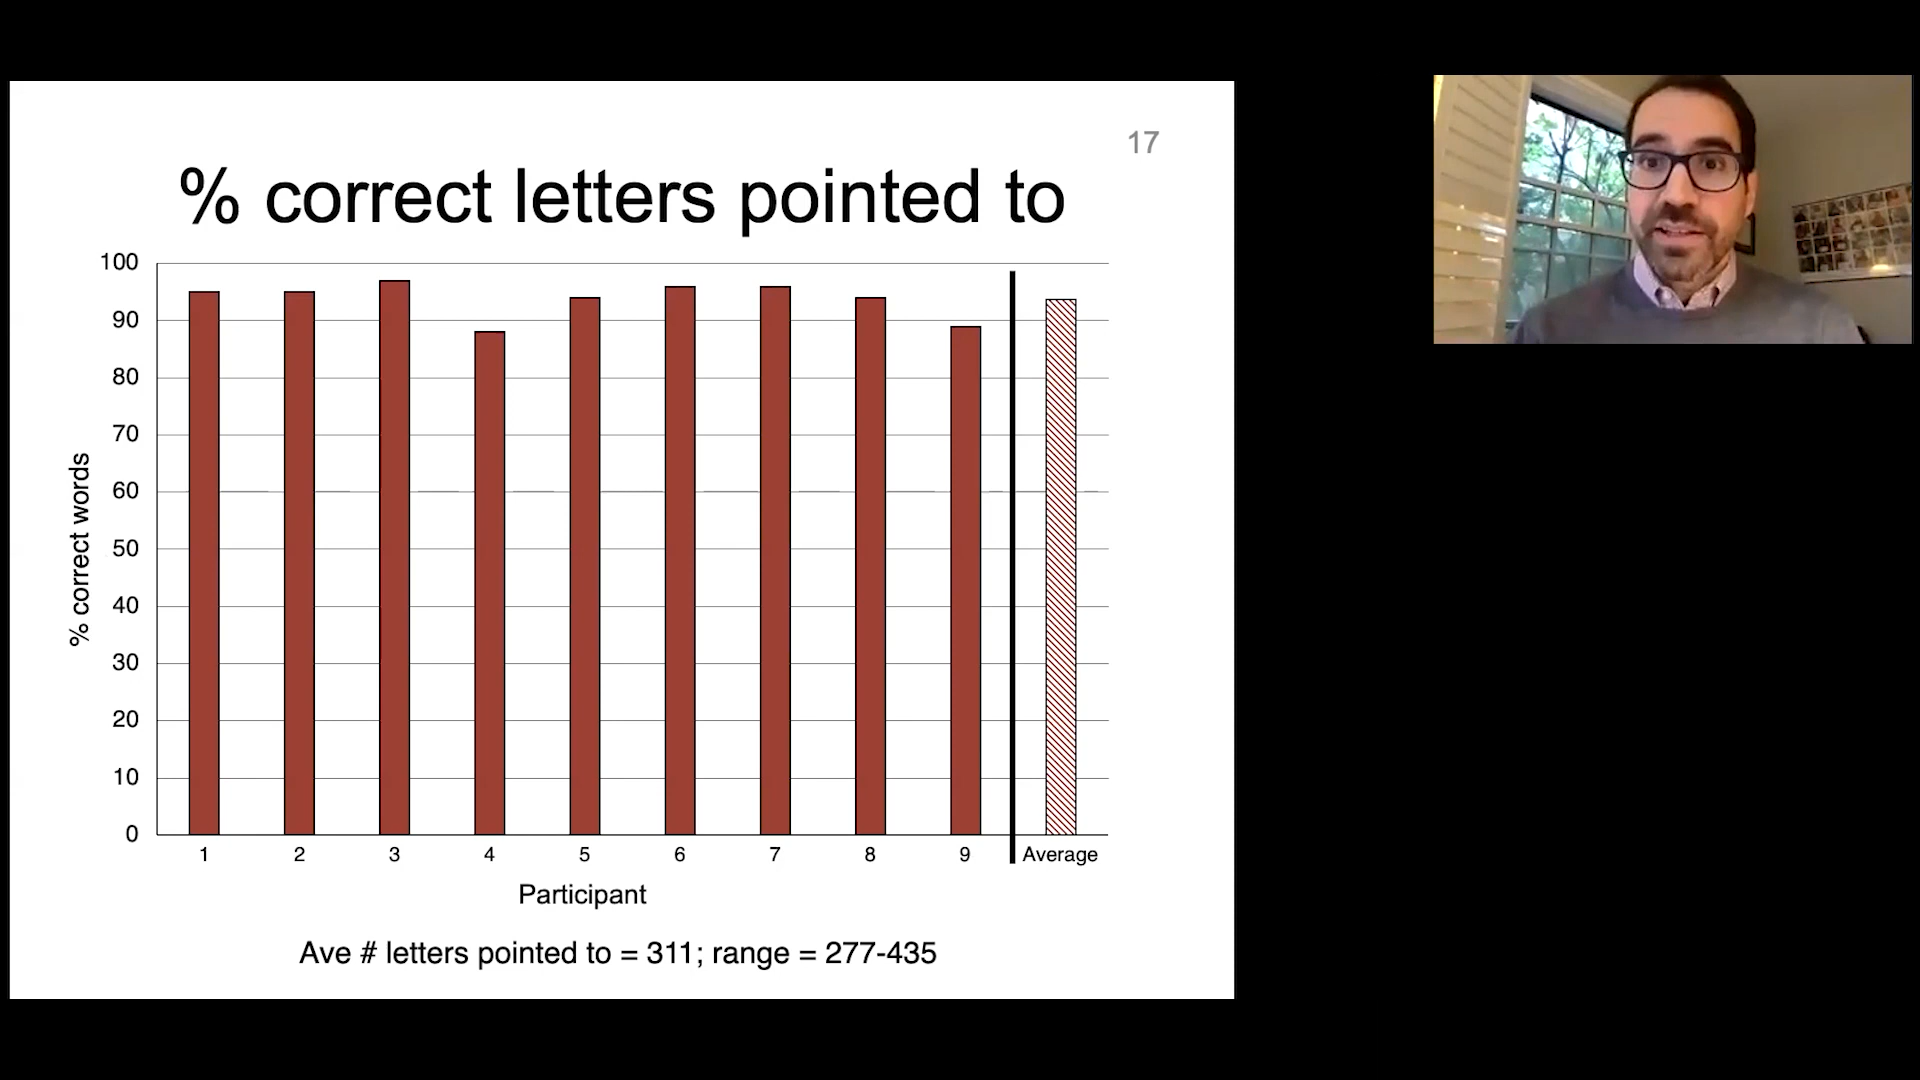 17
% correct letters pointed to
100
90
80
70
60
50
40
30
20
10
0
% correct words
1 2 3 4 5 6 7 8 9 Average
Participant
Ave # letters pointed to = 311; range = 277-435